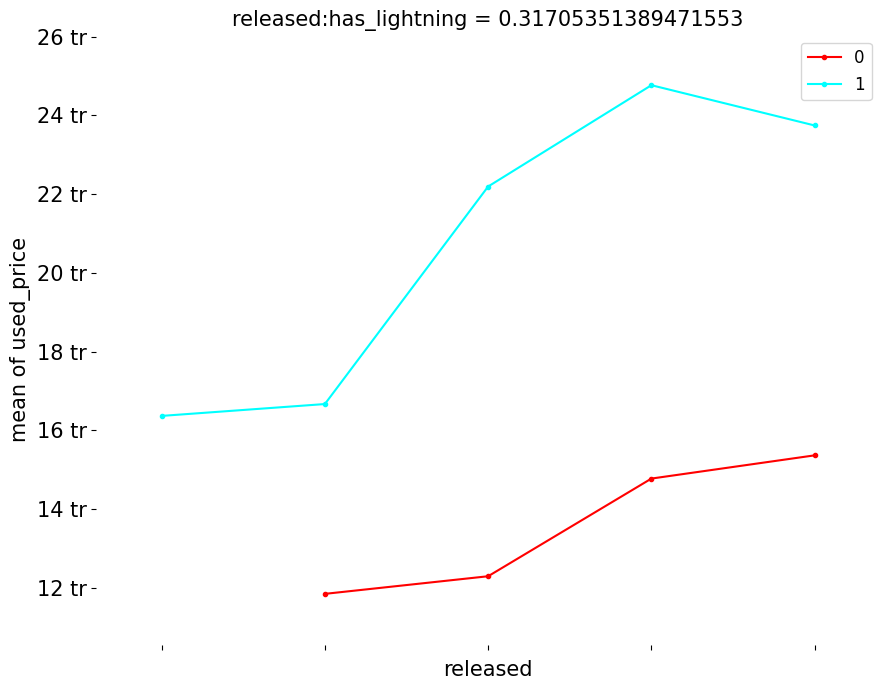 released:has_lightning = 0.31705351389471553
26 tr
24 tr
22 tr
20 tr
18 tr
16 tr
14 tr
12 tr
mean of used_price
released
0
1